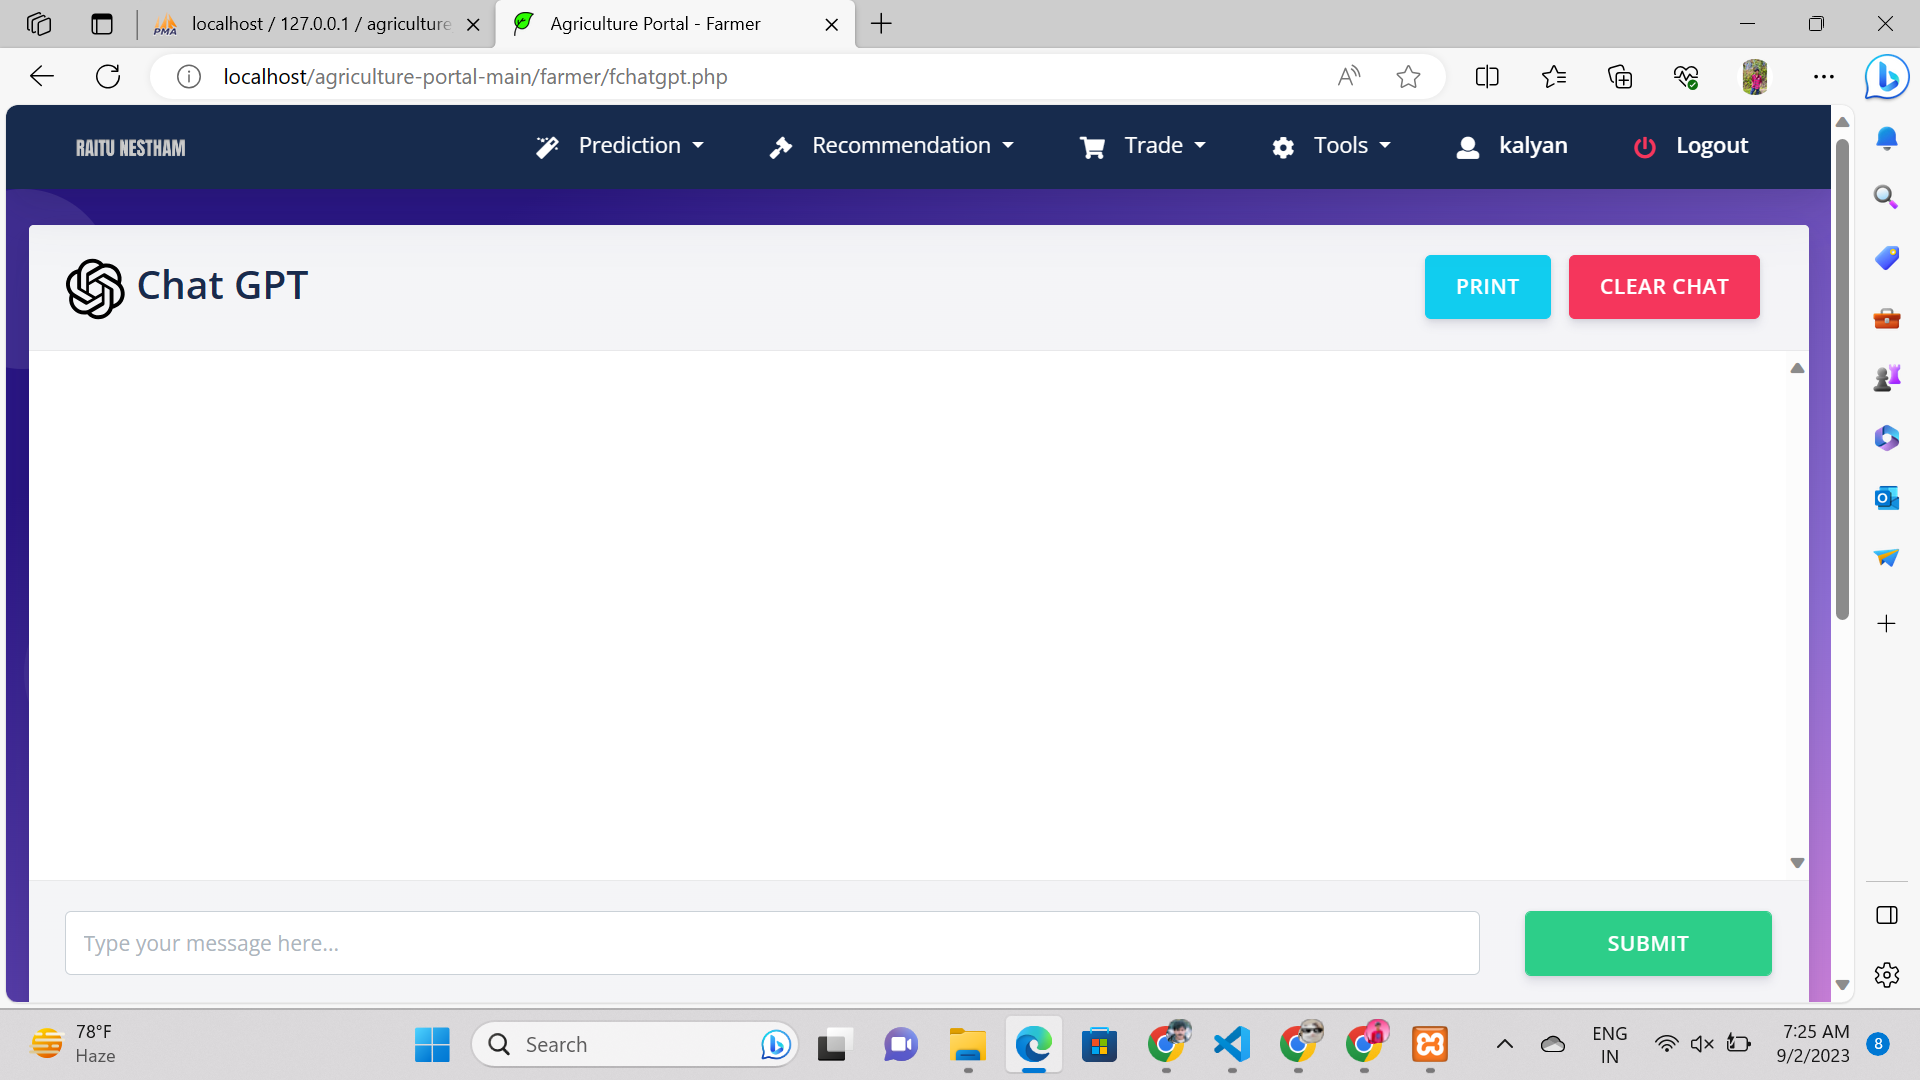 localhost / 127.0.0.1 / agriculture
Agriculture Portal - Farmer
localhost/agriculture-portal-main/farmer/fchatgpt.php
RAITU NESTHAM
Prediction
Recommendation
Trade
Tools
kalyan
Logout
Chat GPT
PRINT
CLEAR CHAT
Type your message here...
SUBMIT
78°F
Haze
Search
ENG
IN
7:25 AM
9/2/2023
8
PMA